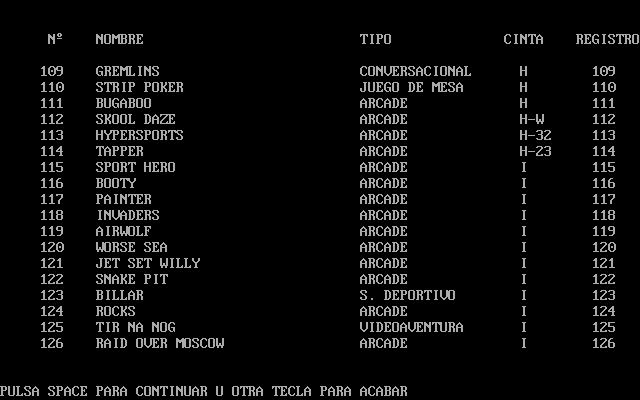 Nº NOMBRE TIPO CINTA REGISTRO
109 GREMLINS CONVERSACIONAL H 109
110 STRIP POKER JUEGO DE MESA H 110
111 BUGABOO ARCADE H 111
112 SKOOL DAZE ARCADE H-W 112
113 HYPERSPORTS ARCADE H-32 113
114 TAPPER ARCADE H-23 114
115 SPORT HERO ARCADE I 115
116 BOOTY ARCADE I 116
117 PAINTER ARCADE I 117
118 INVADERS ARCADE I 118
119 AIRWOLF ARCADE I 119
120 WORSE SEA ARCADE I 120
121 JET SET WILLY ARCADE I 121
122 SNAKE PIT ARCADE I 122
123 BILLAR S. DEPORTIVO I 123
124 ROCKS ARCADE I 124
125 TIR NA NOG VIDEOAVENTURA I 125
126 RAID OVER MOSCOW ARCADE I 126
PULSA SPACE PARA CONTINUAR U OTRA TECLA PARA ACABAR